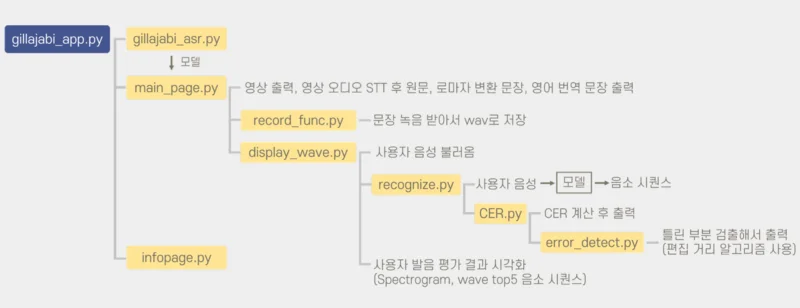 gillajabi_app.py
gillajabi_asr.py
모델
main_page.py
영상 출력, 영상 오디오 STT 후 원문, 로마자 변환 문장, 영어 번역 문장 출력
record_func.py
문장 녹음 받아서 wav로 저장
display_wave.py
사용자 음성 불러옴
recognize.py
사용자 음성
모델
음소 시퀀스
CER.py
CER 계산 후 출력
error_detect.py
틀린 부분 검출해서 출력
(편집 거리 알고리즘 사용)
infopage.py
사용자 발음 평가 결과 시각화
(Spectrogram, wave top5 음소 시퀀스)